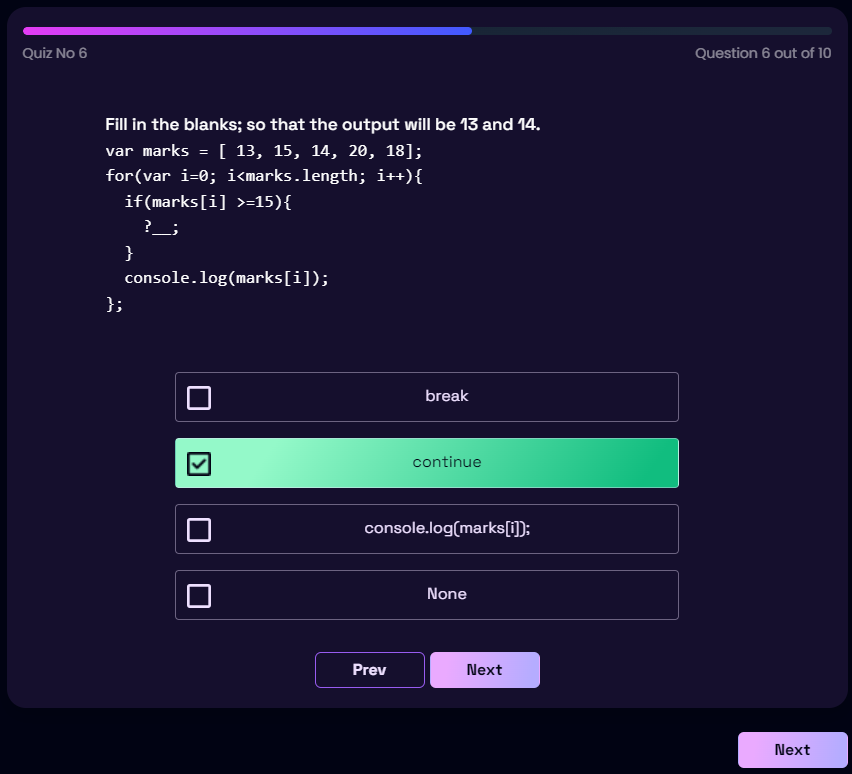 Quiz No 6
Question 6 out of 10
Fill in the blanks; so that the output will be 13 and 14.
var marks = [ 13, 15, 14, 20, 18];
for(var i=0; i<marks.length; i++){
  if(marks[i] >=15){
    ?__;
  }
  console.log(marks[i]);
};
break
continue
console.log(marks[i]);
None
Prev
Next
Next